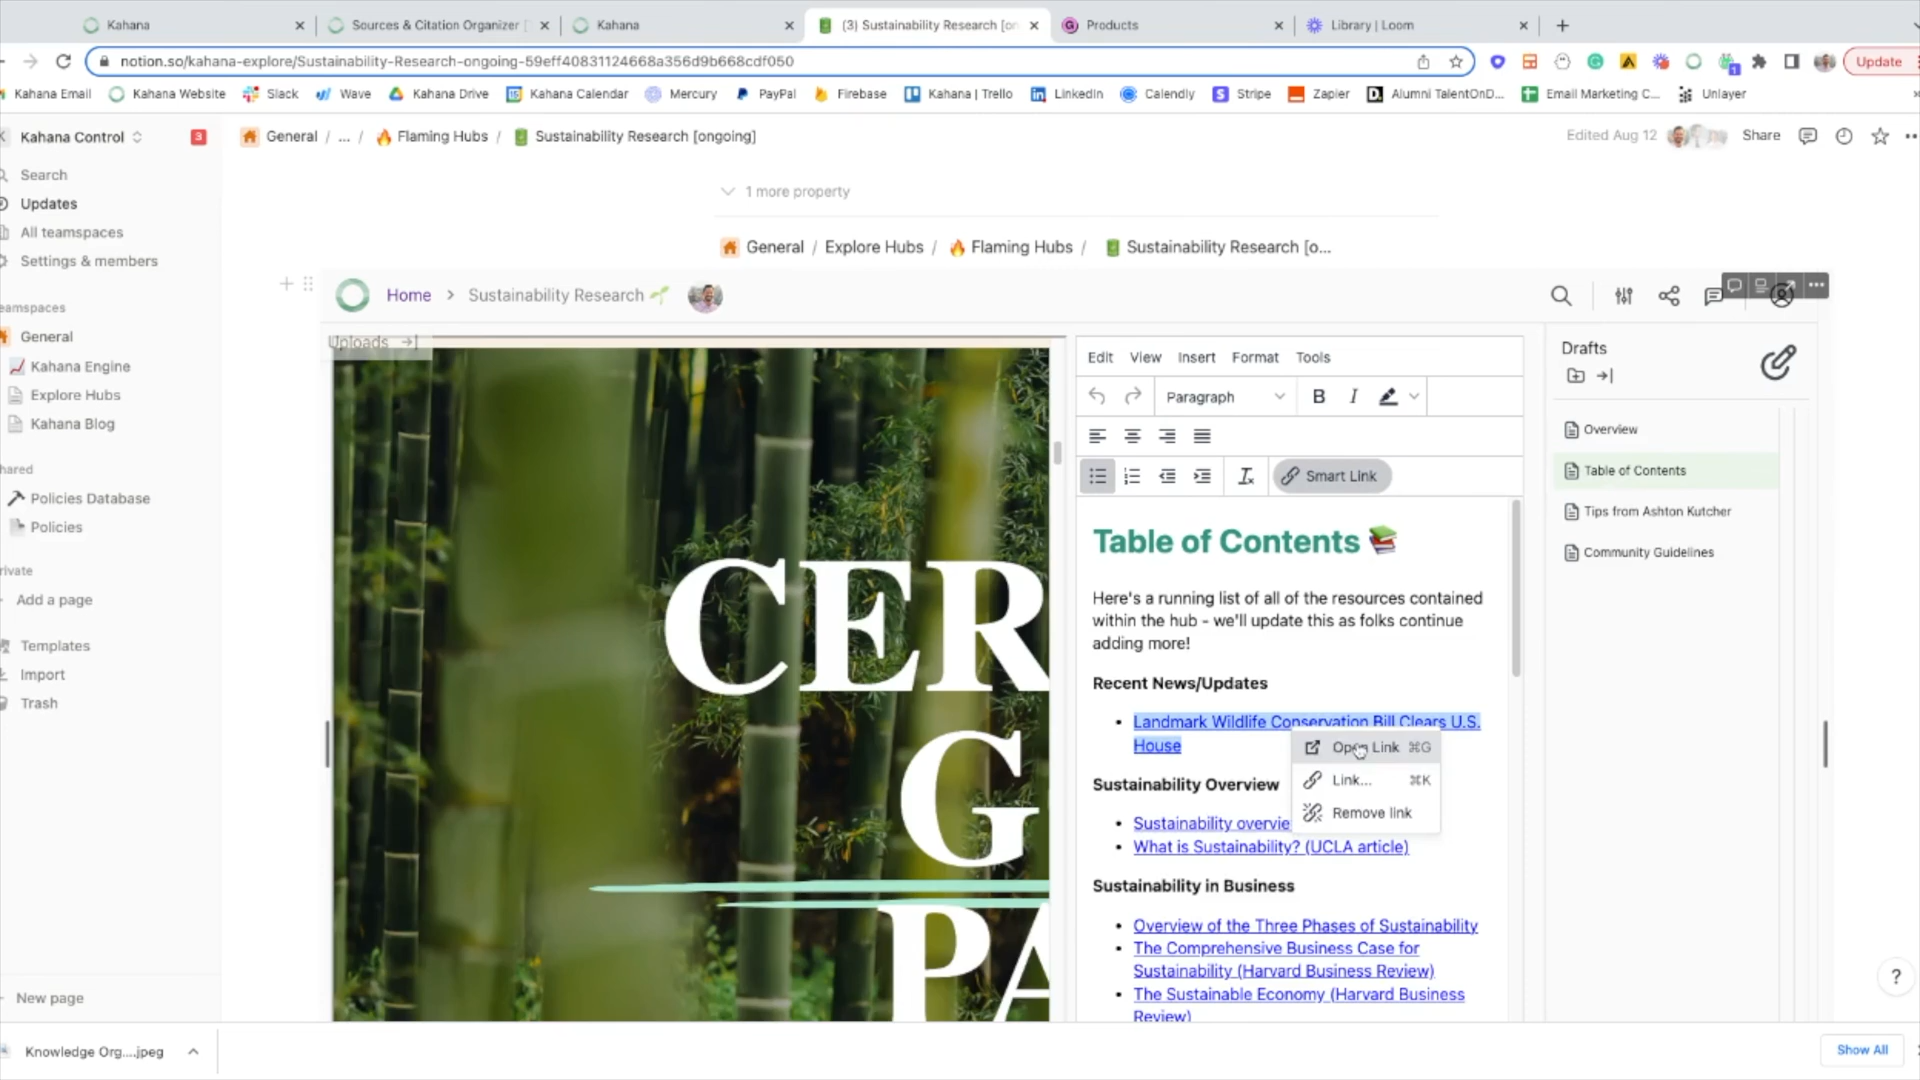 Kahana
Sources & Citation Organizer
Kahana
(3) Sustainability Research [on
Products
Library | Loom
notion.so/kahana-explore/Sustainability-Research-ongoing-59eff40831124668a356d9b668cdf050
Update
Kahana Email
Kahana Website
Slack
Wave
Kahana Drive
Kahana Calendar
Mercury
PayPal
Firebase
Kahana | Trello
LinkedIn
Calendly
Stripe
Zapier
Alumni TalentOnD...
Email Marketing C...
Unlayer
Kahana Control
3
General / ... / Flaming Hubs / Sustainability Research [ongoing]
Edited Aug 12
Share
Search
Updates
All teamspaces
Settings & members
eamspaces
General
Kahana Engine
Explore Hubs
Kahana Blog
hared
Policies Database
Policies
rivate
Add a page
Templates
Import
Trash
New page
1 more property
General / Explore Hubs / Flaming Hubs / Sustainability Research [o...
Home > Sustainability Research
Uploads
CER
G
PA
Edit View Insert Format Tools
Paragraph
B I
Smart Link
Table of Contents
Here's a running list of all of the resources contained
within the hub - we'll update this as folks continue
adding more!
Recent News/Updates
• Landmark Wildlife Conservation Bill Clears U.S.
House
Open Link ⌘G
Link... ⌘K
Remove link
Sustainability Overview
• Sustainability overvie
• What is Sustainability? (UCLA article)
Sustainability in Business
• Overview of the Three Phases of Sustainability
• The Comprehensive Business Case for
Sustainability (Harvard Business Review)
• The Sustainable Economy (Harvard Business
Review)
Drafts
Overview
Table of Contents
Tips from Ashton Kutcher
Community Guidelines
?
Knowledge Org....jpeg
Show All